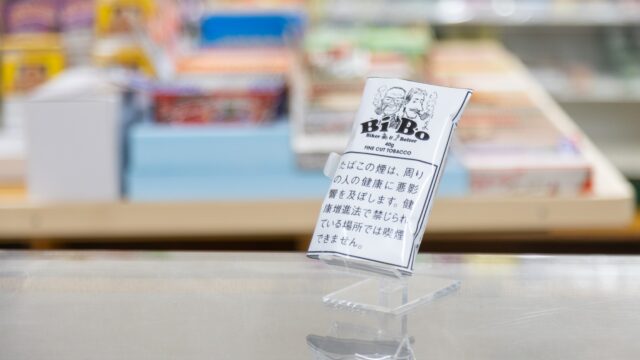 BiBo
40g
FINE CUT TOBACCO
たばこの煙は、周り
の人の健康に悪影
響を及ぼします。健
康増進法で禁じられ
ている場所では喫煙
できません。